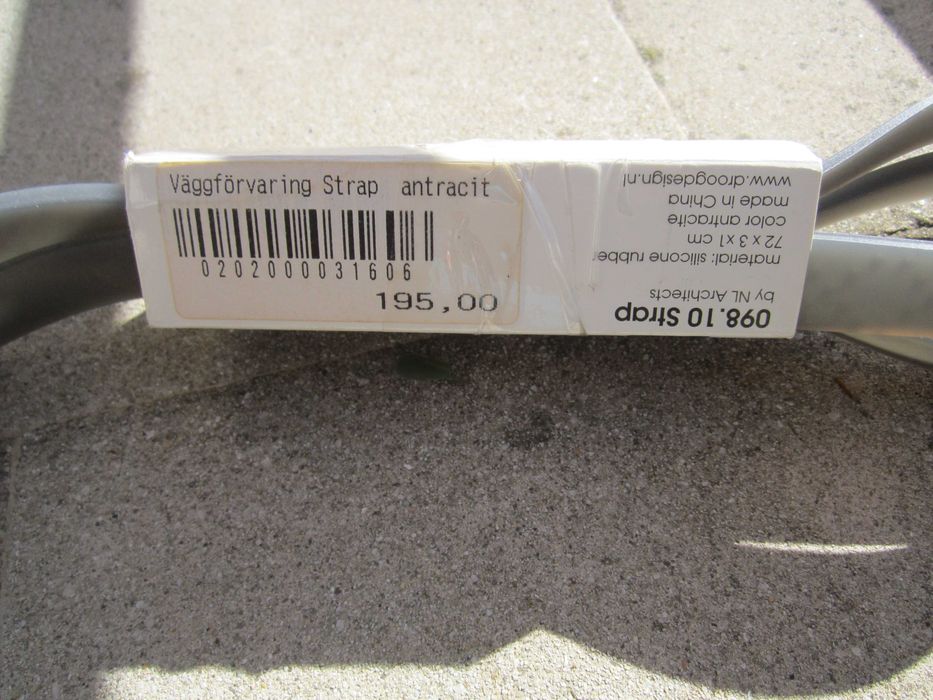 Väggförvaring Strap antracit
0202000031606
195,00
098.10 Strap
by NL Architects
material: silicone rubber
72 x 3 x 1 cm
color antracite
made in China
www.droogdesign.nl